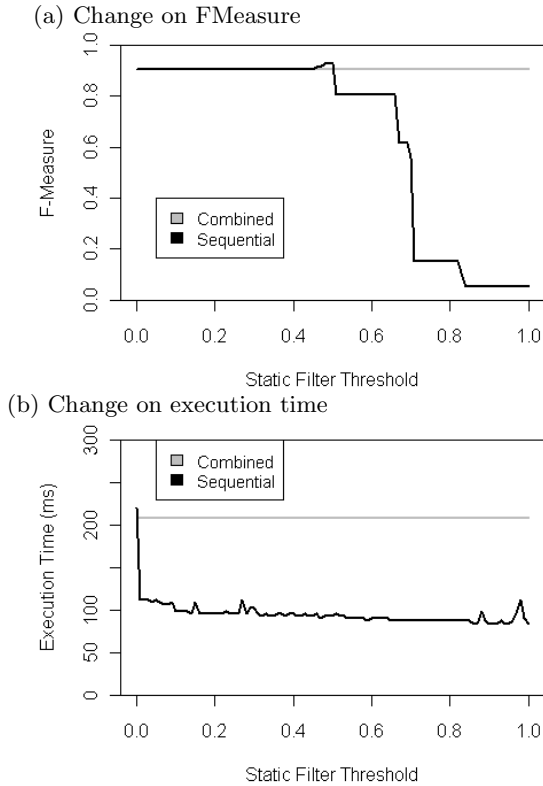 (a) Change on FMeasure
1.0
0.8
0.6
0.4
0.2
0.0
F-Measure
Combined
Sequential
0.0 0.2 0.4 0.6 0.8 1.0
Static Filter Threshold
(b) Change on execution time
300
200
100
50
0
Execution Time (ms)
Combined
Sequential
0.0 0.2 0.4 0.6 0.8 1.0
Static Filter Threshold